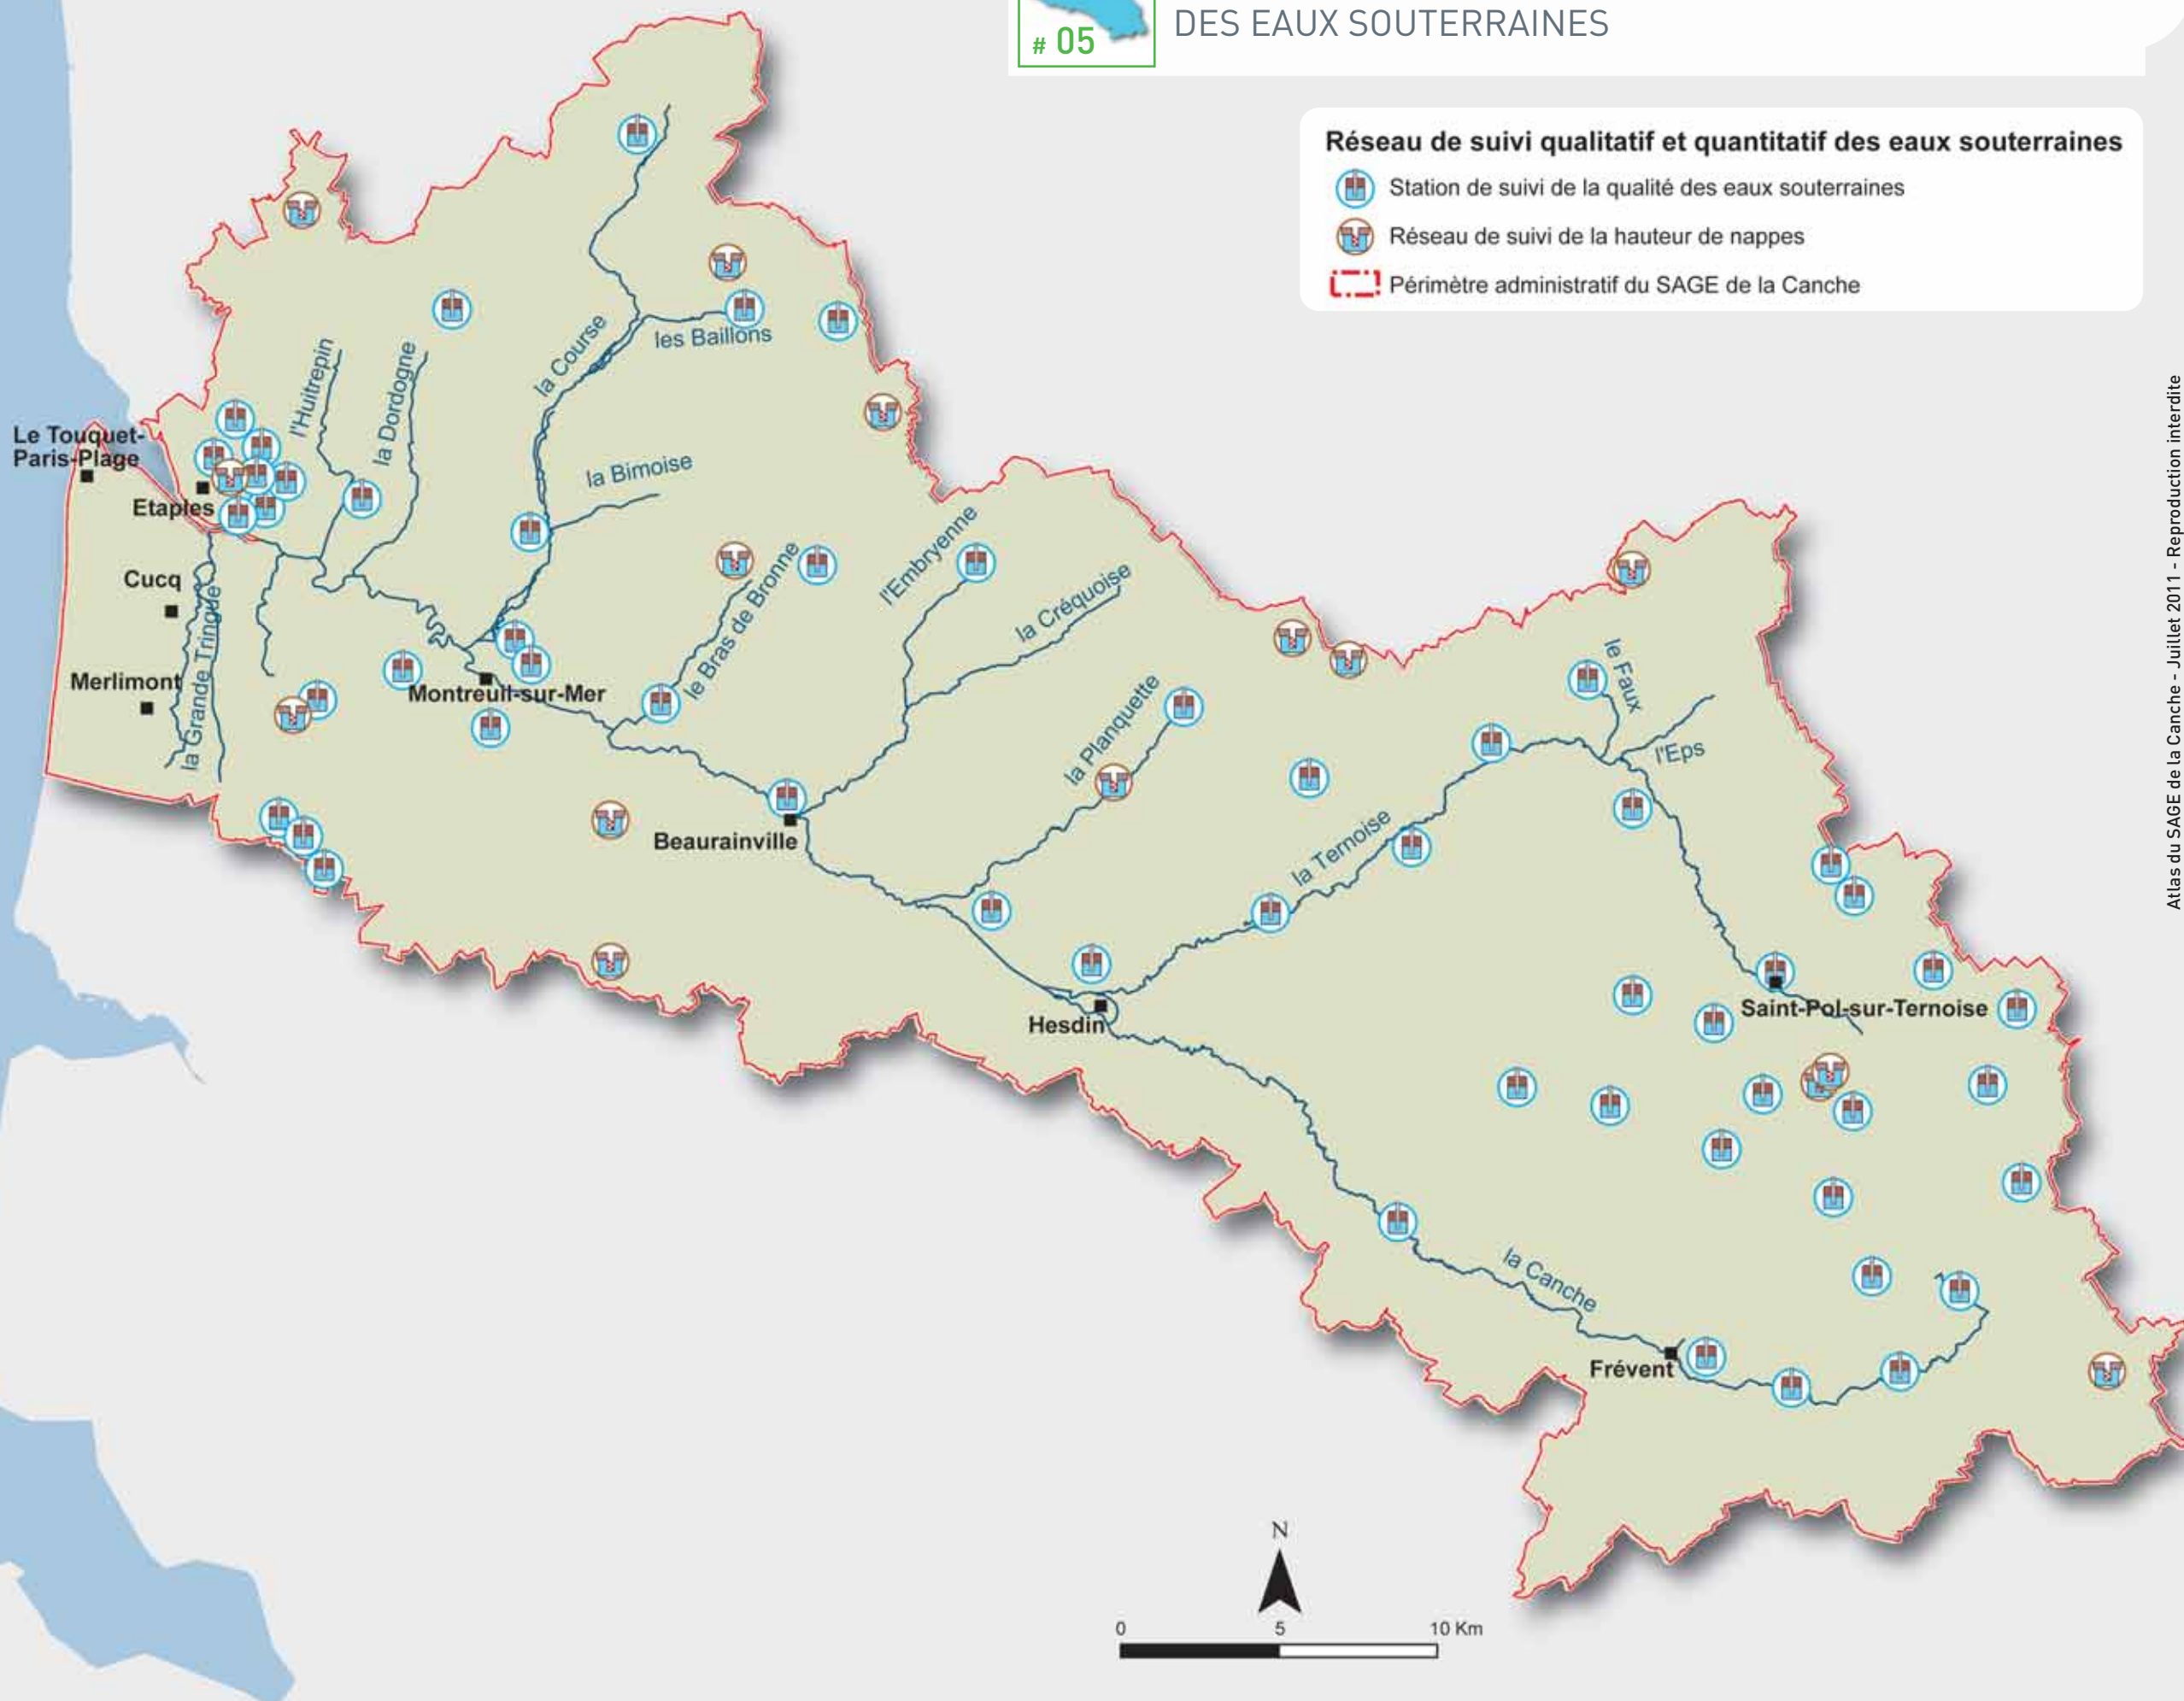 # 05
DES EAUX SOUTERRAINES
Réseau de suivi qualitatif et quantitatif des eaux souterraines
Station de suivi de la qualité des eaux souterraines
Réseau de suivi de la hauteur de nappes
Périmètre administratif du SAGE de la Canche
la Course
les Baillons
l'Huitrepin
la Dordogne
Le Touquet-
Paris-Plage
Etaples
la Bimoise
Cucq
la Grande Tringue
Merlimont
Montreuil-sur-Mer
le Bras de Bronne
l'Embryenne
la Créquoise
la Planquette
le Faux
l'Eps
Beaurainville
la Ternoise
Hesdin
Saint-Pol-sur-Ternoise
la Canche
Frévent
N
0 5 10 Km
Atlas du SAGE de la Canche - Juillet 2011 - Reproduction interdite